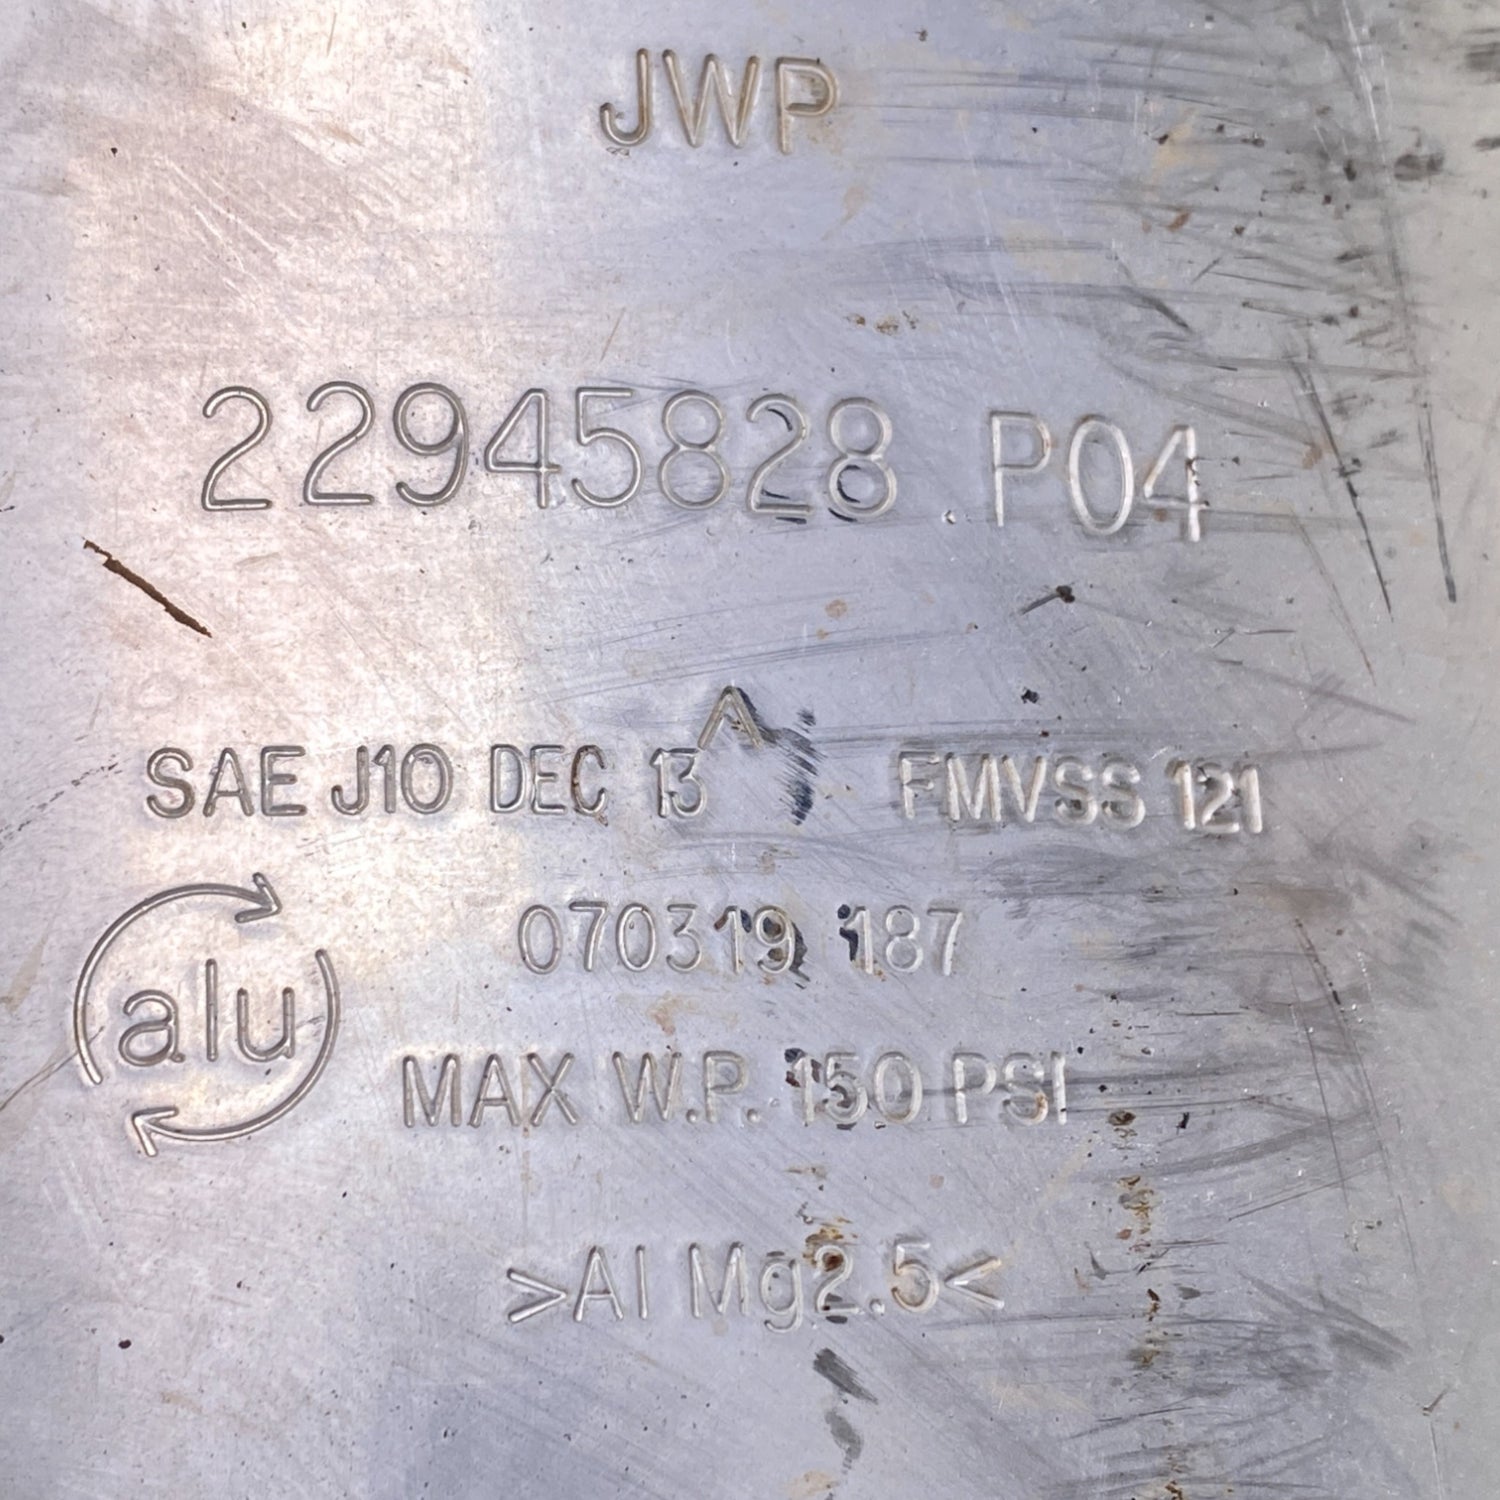 JWP
22945828 P04
^
SAE J10 DEC 13 FMVSS 121
070319 187
alu
MAX W.P. 150 PSI
>Al Mg2.5<